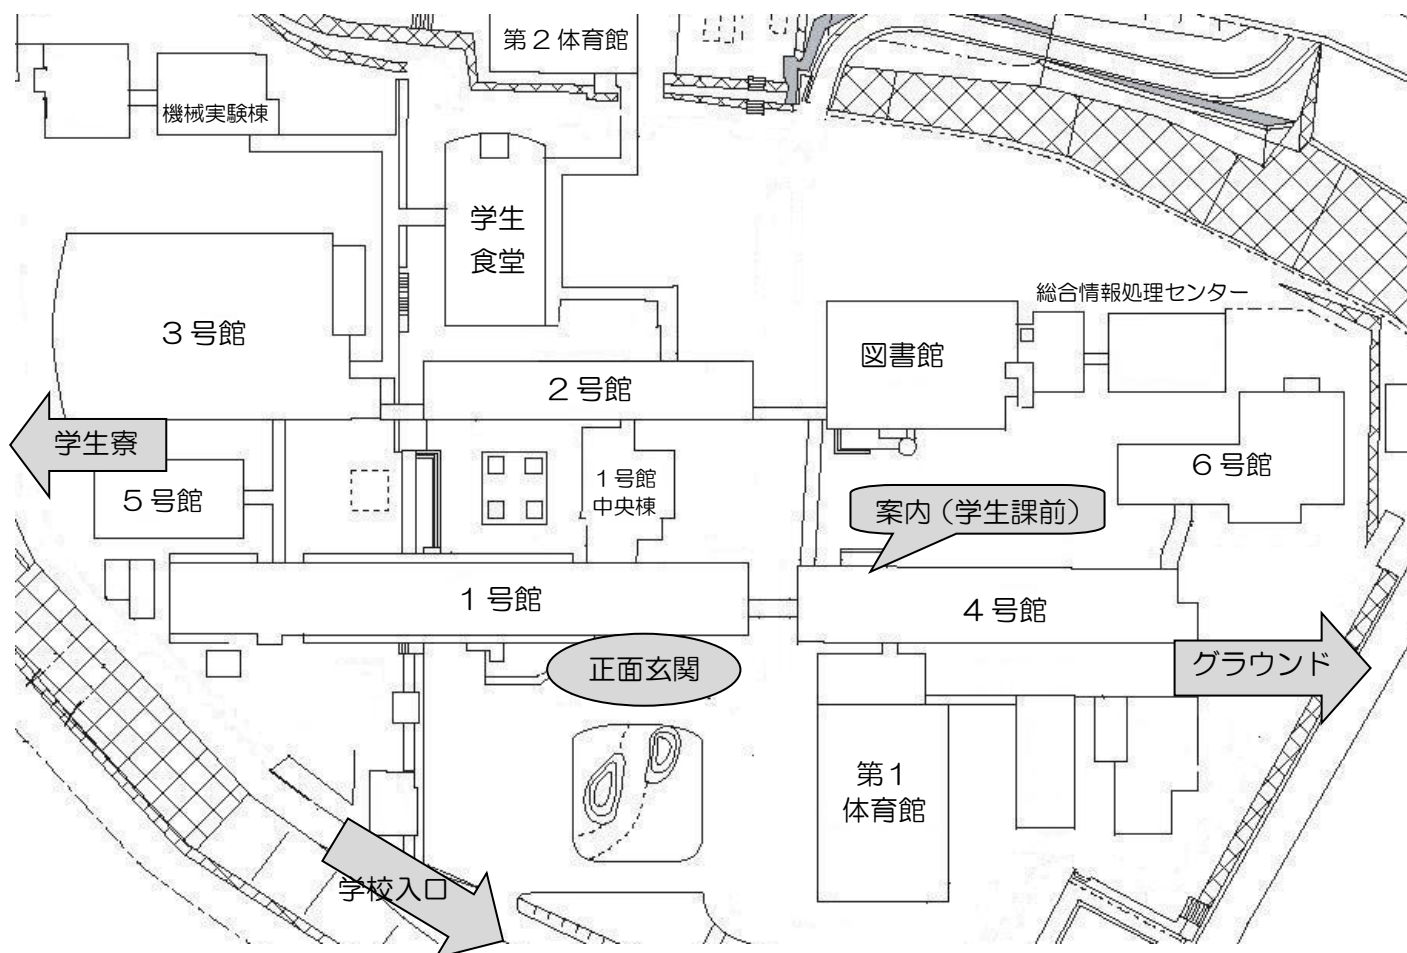 第２体育館
機械実験棟
学生
食堂
総合情報処理センター
３号館
図書館
２号館
学生寮
６号館
１号館
中央棟
５号館
案内（学生課前）
１号館
４号館
正面玄関
グラウンド
第１
体育館
学校入口